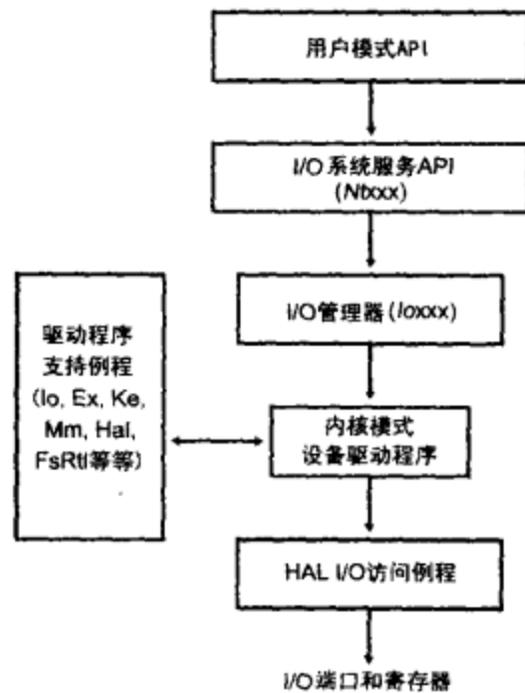 用户模式API
I/O系统服务API
(Ntxxx)
I/O管理器(Ioxxx)
驱动程序
支持例程
(Io, Ex, Ke,
Mm, Hal,
FsRtl等等)
内核模式
设备驱动程序
HAL I/O访问例程
I/O端口和寄存器